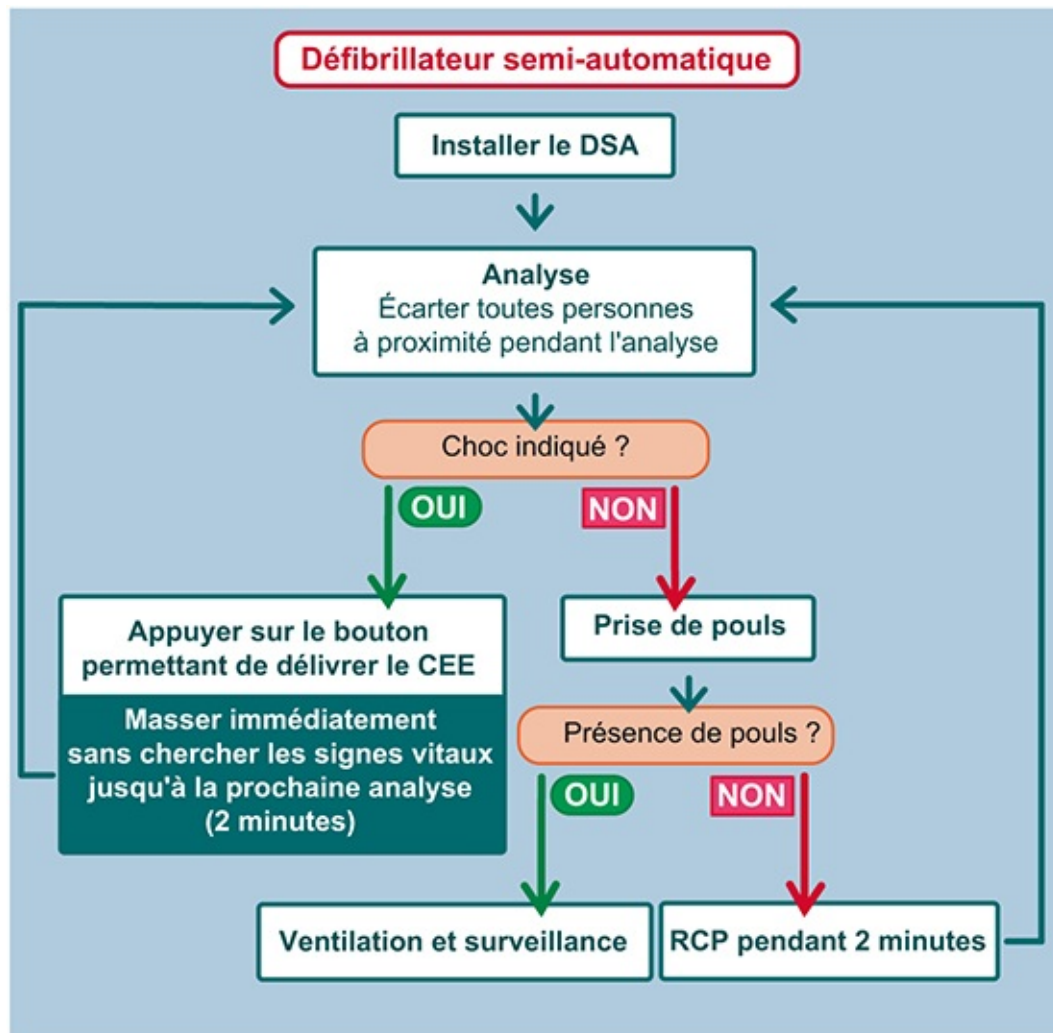 Défibrillateur semi-automatique
Installer le DSA
Analyse
Écarter toutes personnes
à proximité pendant l'analyse
Choc indiqué ?
OUI
NON
Appuyer sur le bouton
permettant de délivrer le CEE
Masser immédiatement
sans chercher les signes vitaux
jusqu'à la prochaine analyse
(2 minutes)
Prise de pouls
Présence de pouls ?
OUI
NON
Ventilation et surveillance
RCP pendant 2 minutes